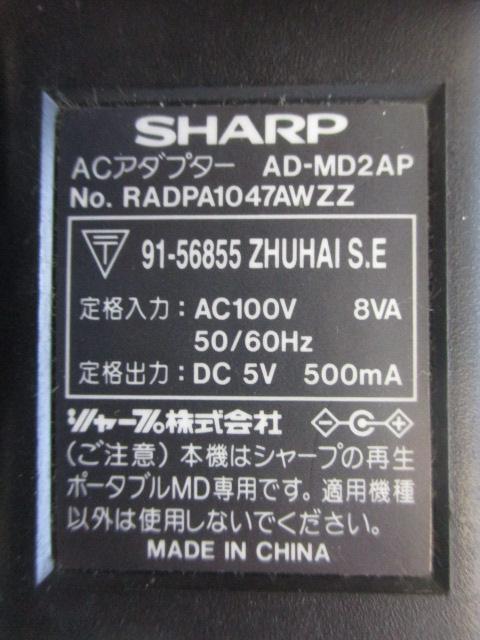 SHARP
ACアダプター AD-MD2AP
No. RADPA1047AWZZ
〒 91-56855 ZHUHAI S.E
定格入力：AC100V 8VA
50/60Hz
定格出力：DC 5V 500mA
シャープ株式会社
(ご注意) 本機はシャープの再生
ポータブルMD専用です。適用機種
以外は使用しないでください。
MADE IN CHINA